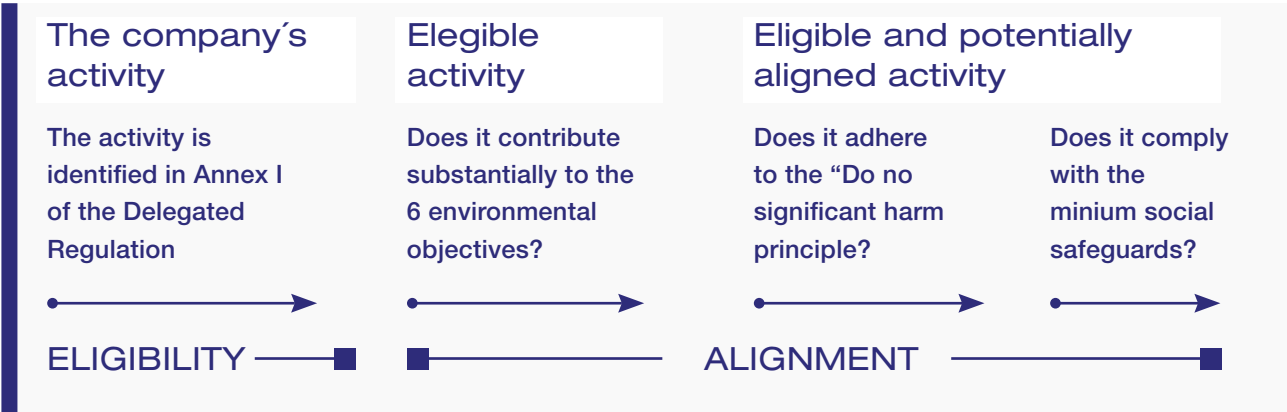 The company´s
activity
The activity is
identified in Annex I
of the Delegated
Regulation
Elegible
activity
Does it contribute
substantially to the
6 environmental
objectives?
Eligible and potentially
aligned activity
Does it adhere
to the “Do no
significant harm
principle?
Does it comply
with the
minium social
safeguards?
ELIGIBILITY
ALIGNMENT